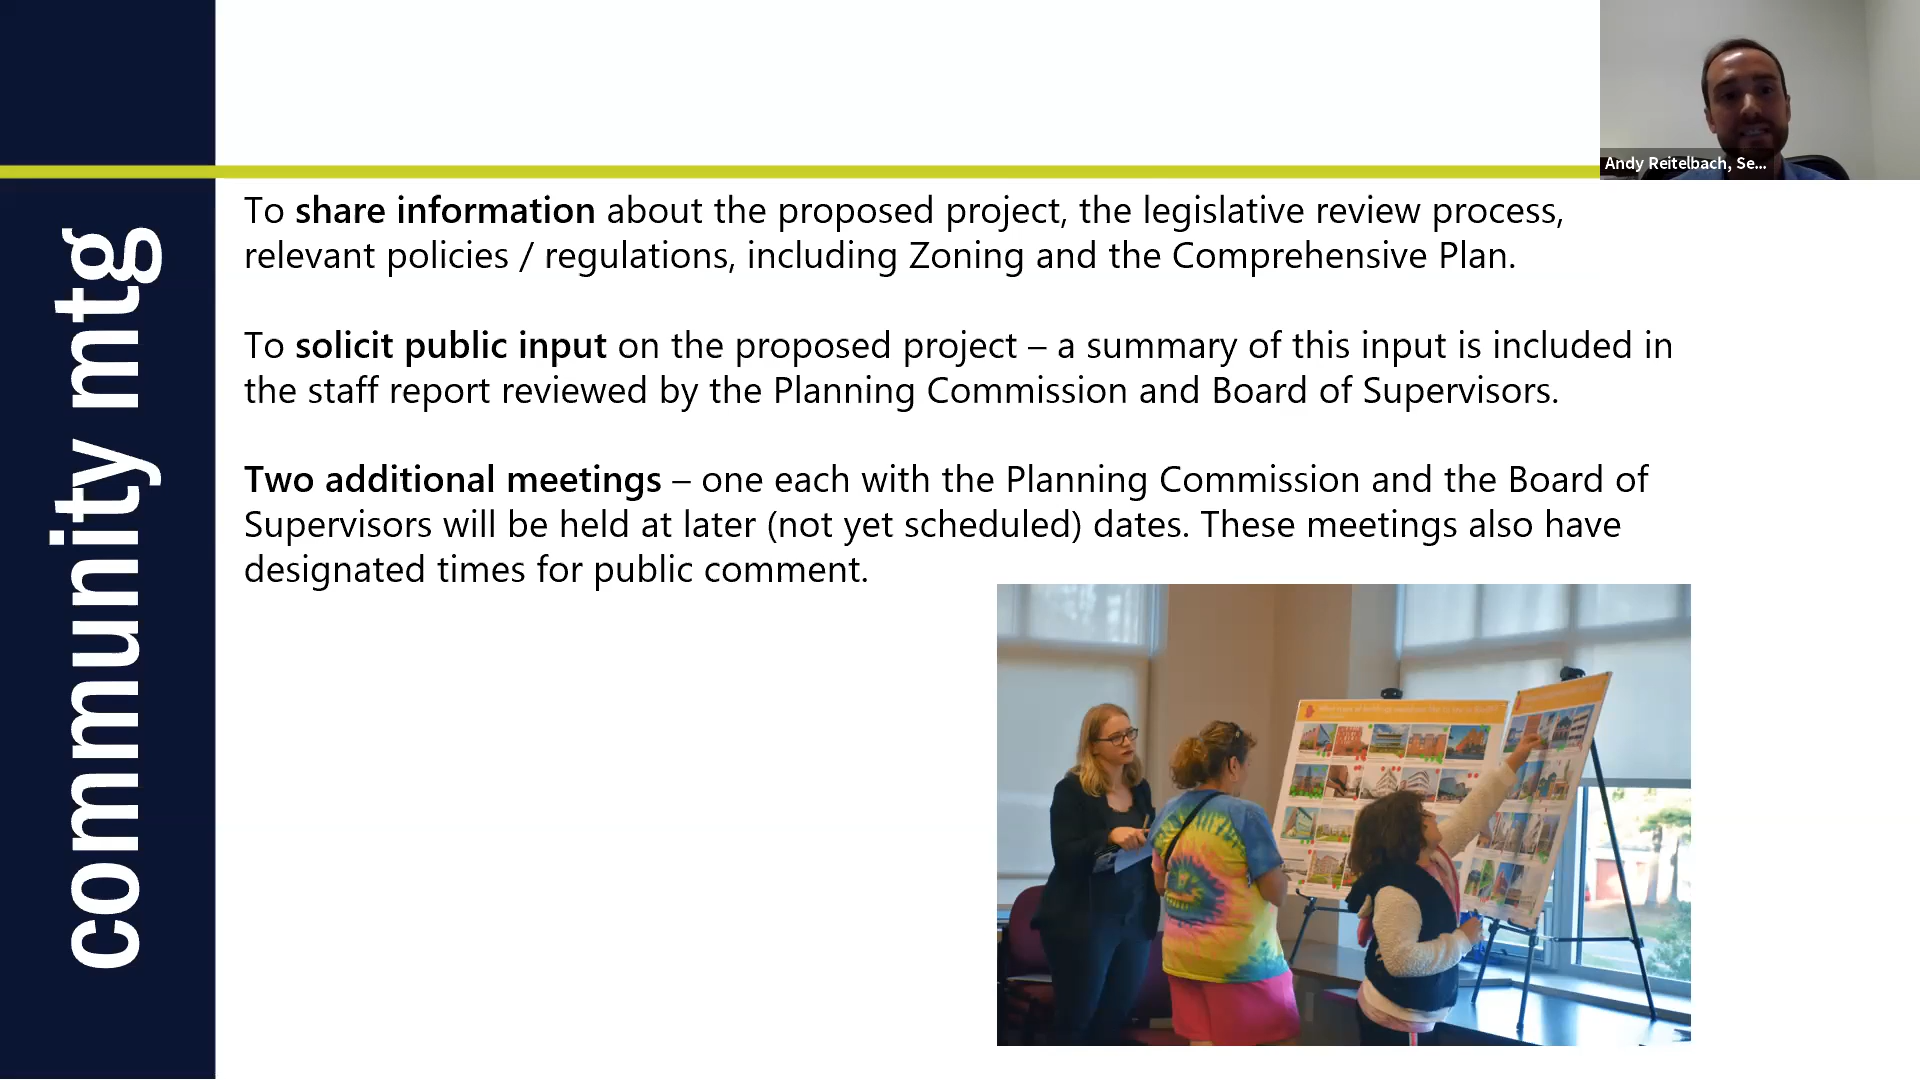 community mtg
Andy Reitelbach, Se...
To share information about the proposed project, the legislative review process,
relevant policies / regulations, including Zoning and the Comprehensive Plan.
To solicit public input on the proposed project – a summary of this input is included in
the staff report reviewed by the Planning Commission and Board of Supervisors.
Two additional meetings – one each with the Planning Commission and the Board of
Supervisors will be held at later (not yet scheduled) dates. These meetings also have
designated times for public comment.